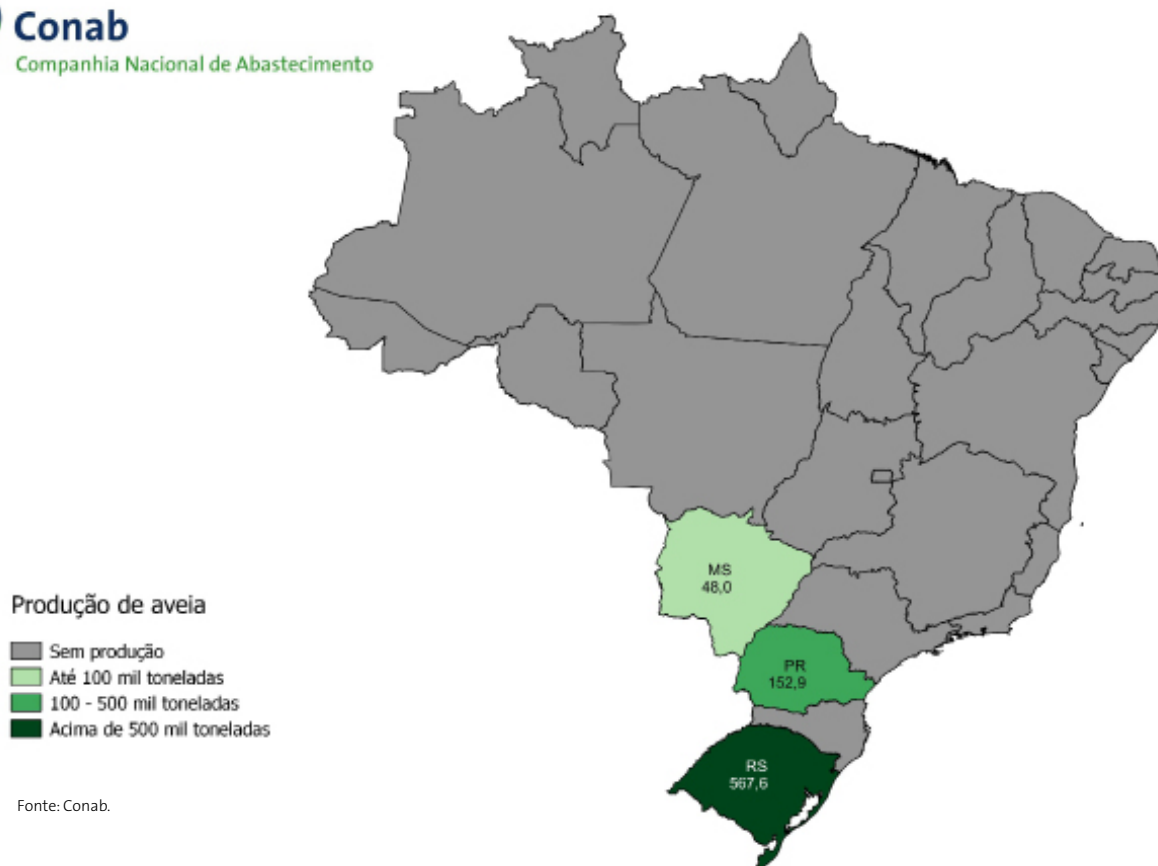 Conab
Companhia Nacional de Abastecimento
MS
48,0
PR
152,9
RS
567,6
Produção de aveia
Sem produção
Até 100 mil toneladas
100 - 500 mil toneladas
Acima de 500 mil toneladas
Fonte: Conab.